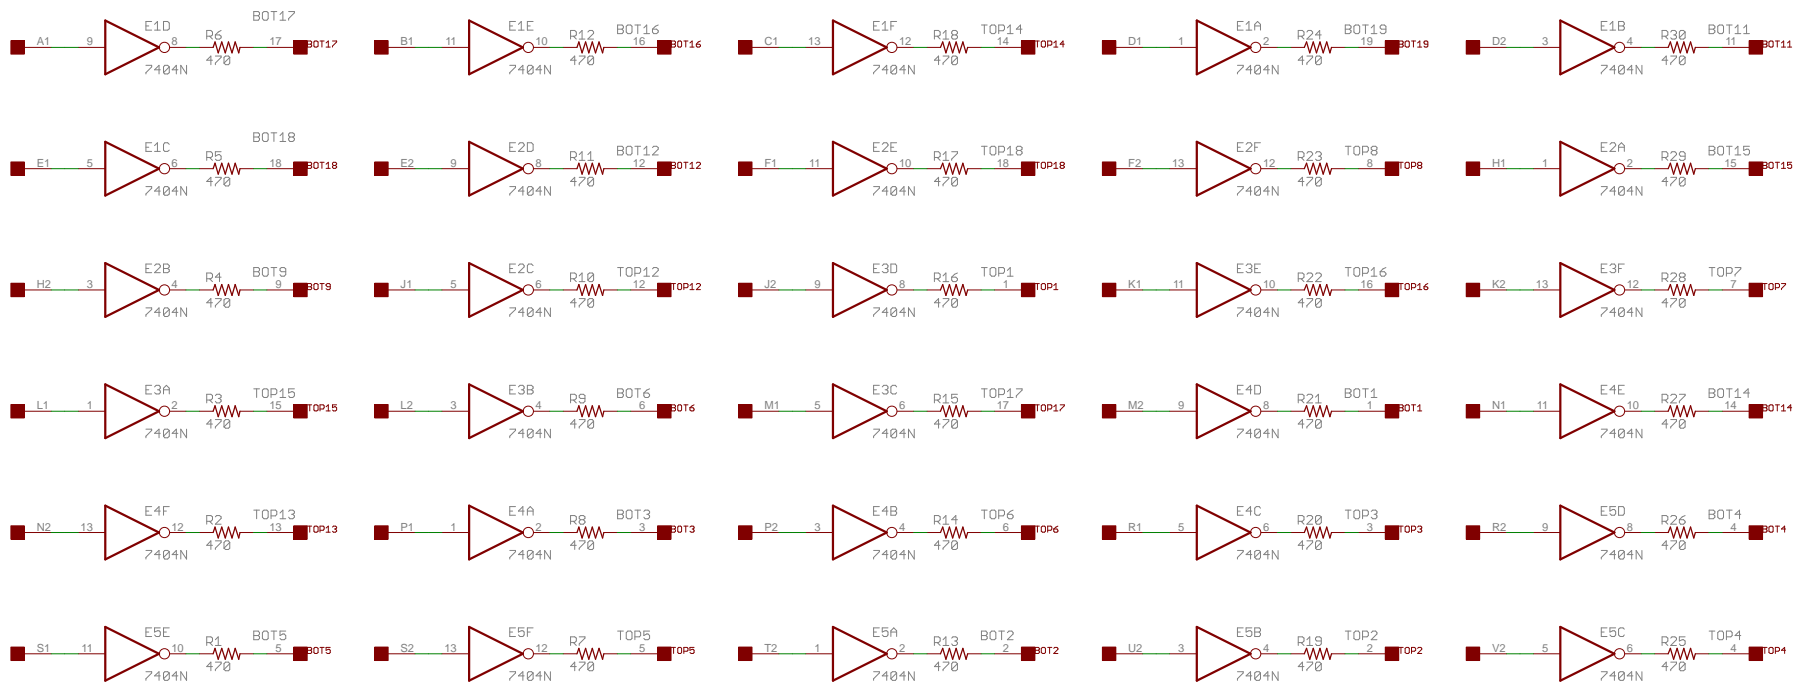 E1D BOT17 E1E BOT16 E1F TOP14 E1A BOT19 E1B BOT11
A1 9 8 R6 17 BOT17 B1 11 10 R12 16 BOT16 C1 13 12 R18 14 TOP14 D1 1 2 R24 19 BOT19 D2 3 4 R30 11 BOT11
7404N 470 7404N 470 7404N 470 7404N 470 7404N 470
E1C BOT18 E2D BOT12 E2E TOP18 E2F TOP8 E2A BOT15
E1 5 6 R5 18 BOT18 E2 9 8 R11 12 BOT12 F1 11 10 R17 18 TOP18 F2 13 12 R23 8 TOP8 H1 1 2 R29 15 BOT15
7404N 470 7404N 470 7404N 470 7404N 470 7404N 470
E2B BOT9 E2C TOP12 E3D TOP1 E3E TOP16 E3F TOP7
H2 3 4 R4 9 BOT9 J1 5 6 R10 12 TOP12 J2 9 8 R16 1 TOP1 K1 11 10 R22 16 TOP16 K2 13 12 R28 7 TOP7
7404N 470 7404N 470 7404N 470 7404N 470 7404N 470
E3A TOP15 E3B BOT6 E3C TOP17 E4D BOT1 E4E BOT14
L1 1 2 R3 15 TOP15 L2 3 4 R9 6 BOT6 M1 5 6 R15 17 TOP17 M2 9 8 R21 1 BOT1 N1 11 10 R27 14 BOT14
7404N 470 7404N 470 7404N 470 7404N 470 7404N 470
E4F TOP13 E4A BOT3 E4B TOP6 E4C TOP3 E5D BOT4
N2 13 12 R2 13 TOP13 P1 1 2 R8 3 BOT3 P2 3 4 R14 6 TOP6 R1 5 6 R20 3 TOP3 R2 9 8 R26 4 BOT4
7404N 470 7404N 470 7404N 470 7404N 470 7404N 470
E5E BOT5 E5F TOP5 E5A BOT2 E5B TOP2 E5C TOP4
S1 11 10 R1 5 BOT5 S2 13 12 R7 5 TOP5 T2 1 2 R13 2 BOT2 U2 3 4 R19 2 TOP2 V2 5 6 R25 4 TOP4
7404N 470 7404N 470 7404N 470 7404N 470 7404N 470